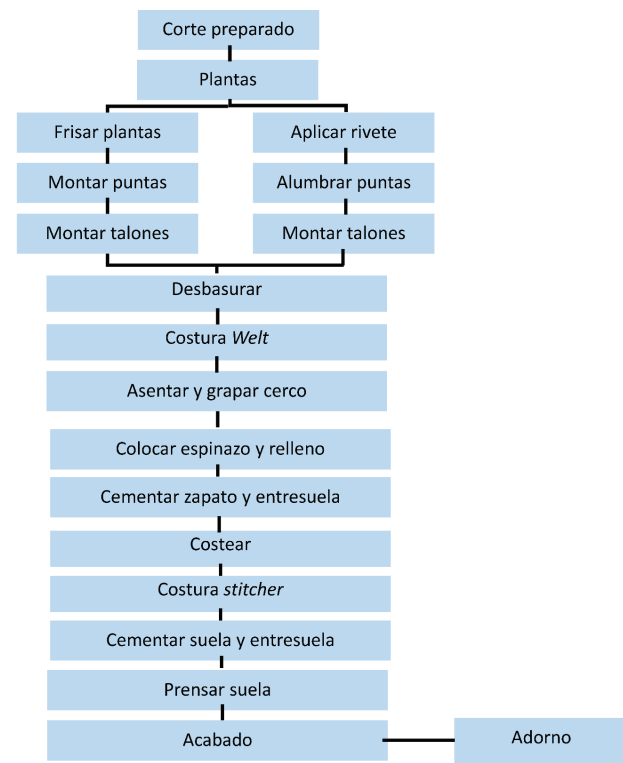 Corte preparado
Plantas
Frisar plantas
Aplicar rivete
Montar puntas
Alumbrar puntas
Montar talones
Montar talones
Desbasurar
Costura Welt
Asentar y grapar cerco
Colocar espinazo y relleno
Cementar zapato y entresuela
Costear
Costura stitcher
Cementar suela y entresuela
Prensar suela
Acabado
Adorno